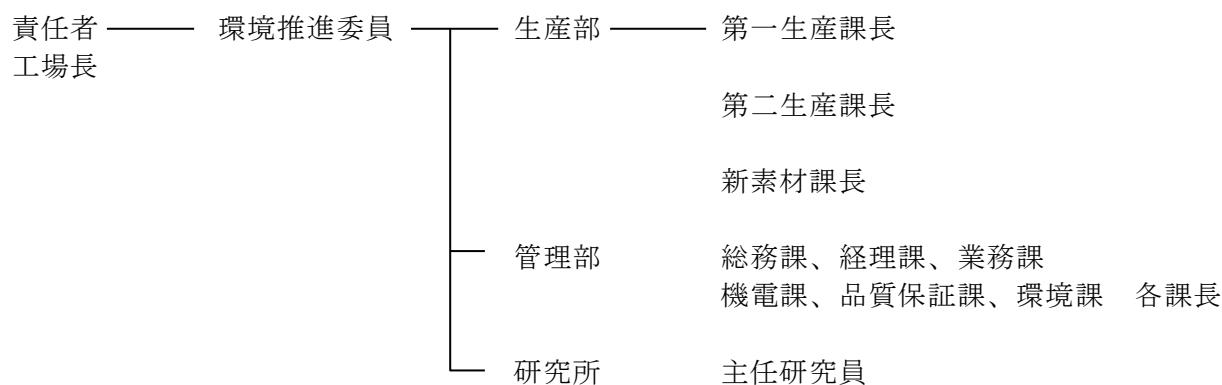 責任者 環境推進委員 生産部 第一生産課長
工場長
第二生産課長
新素材課長
管理部 総務課、経理課、業務課
機電課、品質保証課、環境課 各課長
研究所 主任研究員